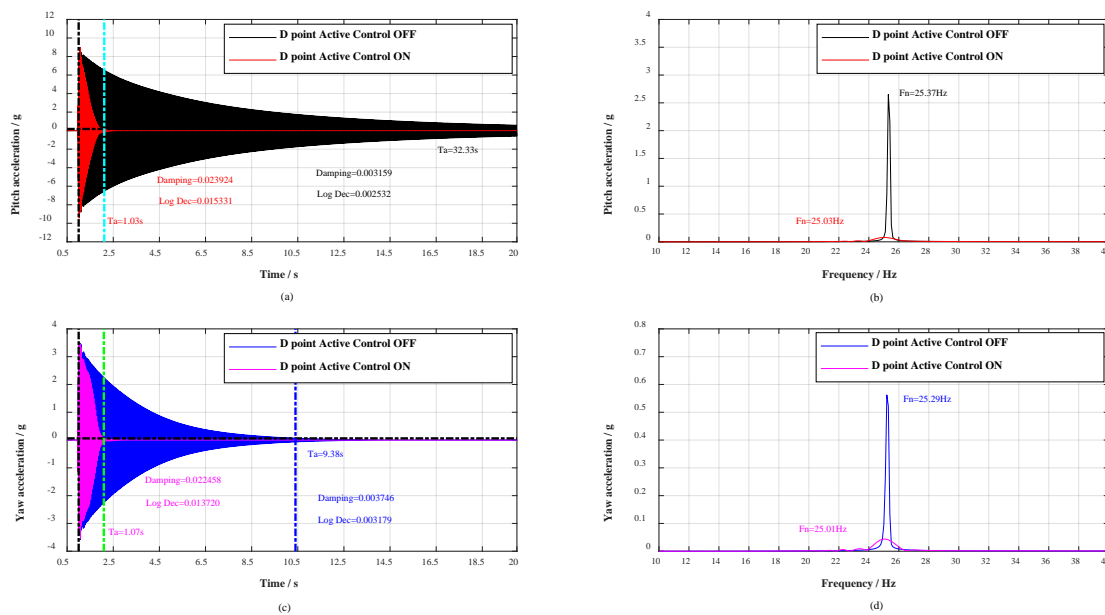 D point Active Control OFF
D point Active Control ON
12
10
8
6
4
2
0
-2
-4
-6
-8
-10
-12
Pitch acceleration / g
Ta=32.33s
Damping=0.003159
Damping=0.023924
Log Dec=0.002532
Log Dec=0.015331
Ta=1.03s
0.5 2.5 4.5 6.5 8.5 10.5 12.5 14.5 16.5 18.5 20
Time / s
(a)
D point Active Control OFF
D point Active Control ON
4
3.5
3
2.5
2
1.5
1
0.5
0
Pitch acceleration / g
Fn=25.37Hz
Fn=25.03Hz
10 12 14 16 18 20 22 24 26 28 30 32 34 36 38 40
Frequency / Hz
(b)
D point Active Control OFF
D point Active Control ON
4
3
2
1
0
-1
-2
-3
-4
Yaw acceleration / g
Ta=9.38s
Damping=0.022458
Damping=0.003746
Log Dec=0.013720
Log Dec=0.003179
Ta=1.07s
0.5 2.5 4.5 6.5 8.5 10.5 12.5 14.5 16.5 18.5 20
Time / s
(c)
D point Active Control OFF
D point Active Control ON
0.8
0.7
0.6
0.5
0.4
0.3
0.2
0.1
0
Yaw acceleration / g
Fn=25.29Hz
Fn=25.01Hz
10 12 14 16 18 20 22 24 26 28 30 32 34 36 38 40
Frequency / Hz
(d)